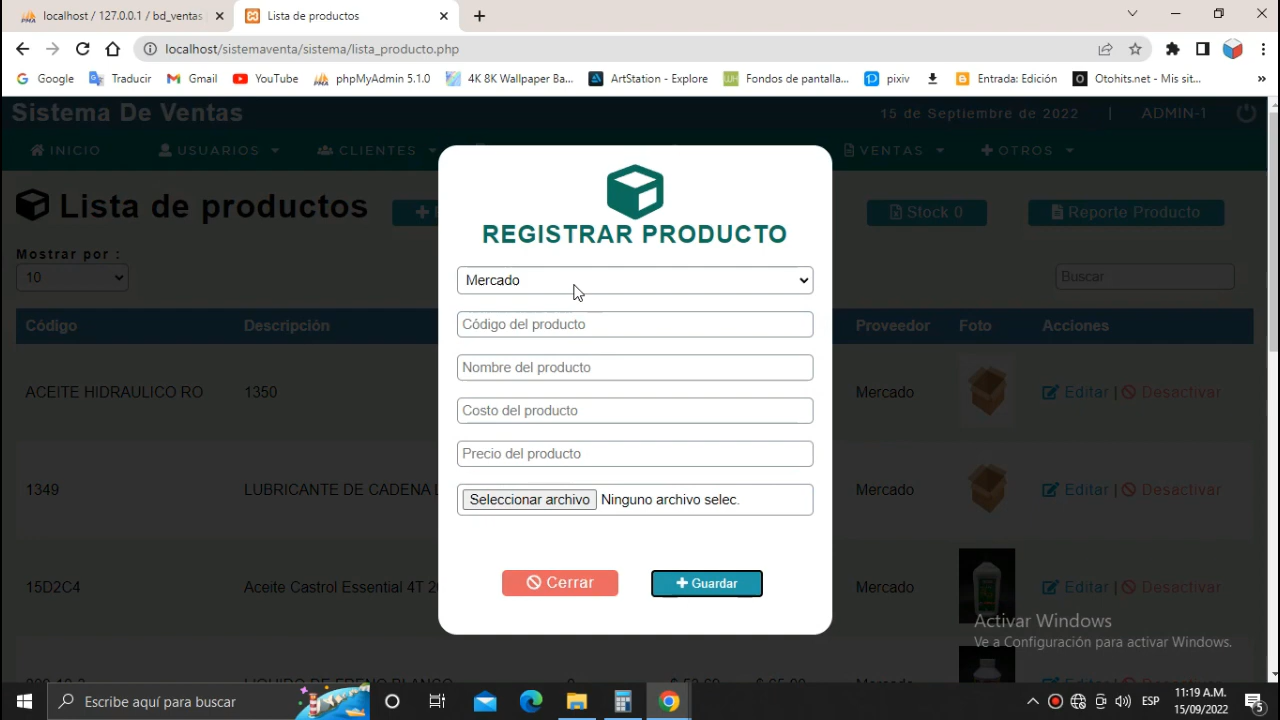 localhost / 127.0.0.1 / bd_ventas
Lista de productos
localhost/sistemaventa/sistema/lista_producto.php
Google Traducir Gmail YouTube phpMyAdmin 5.1.0 4K 8K Wallpaper Ba... ArtStation - Explore Fondos de pantalla... pixiv Entrada: Edición Otohits.net - Mis sit... »
Sistema De Ventas
15 de Septiembre de 2022 | ADMIN-1
INICIO USUARIOS CLIENTES VENTAS OTROS
Lista de productos
Stock 0
Reporte Producto
Mostrar por :
10
Buscar
Código Descripción Proveedor Foto Acciones
ACEITE HIDRAULICO RO 1350 Mercado Editar | Desactivar
1349 LUBRICANTE DE CADENA Mercado Editar | Desactivar
15D2C4 Aceite Castrol Essential 4T Mercado Editar | Desactivar
REGISTRAR PRODUCTO
Mercado
Código del producto
Nombre del producto
Costo del producto
Precio del producto
Seleccionar archivo Ninguno archivo selec.
Cerrar
Guardar
Activar Windows
Ve a Configuración para activar Windows.
Escribe aquí para buscar
ESP
11:19 A.M.
15/09/2022
5